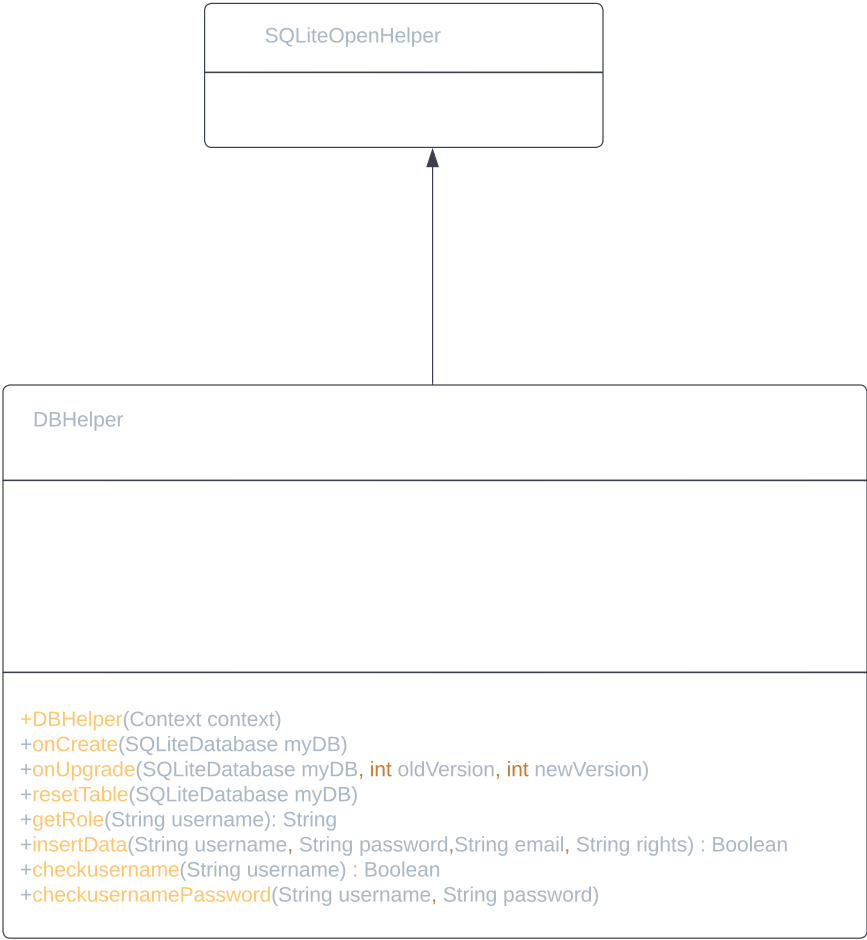 SQLiteOpenHelper
DBHelper
+DBHelper(Context context)
+onCreate(SQLiteDatabase myDB)
+onUpgrade(SQLiteDatabase myDB, int oldVersion, int newVersion)
+resetTable(SQLiteDatabase myDB)
+getRole(String username): String
+insertData(String username, String password,String email, String rights) : Boolean
+checkusername(String username) : Boolean
+checkusernamePassword(String username, String password)